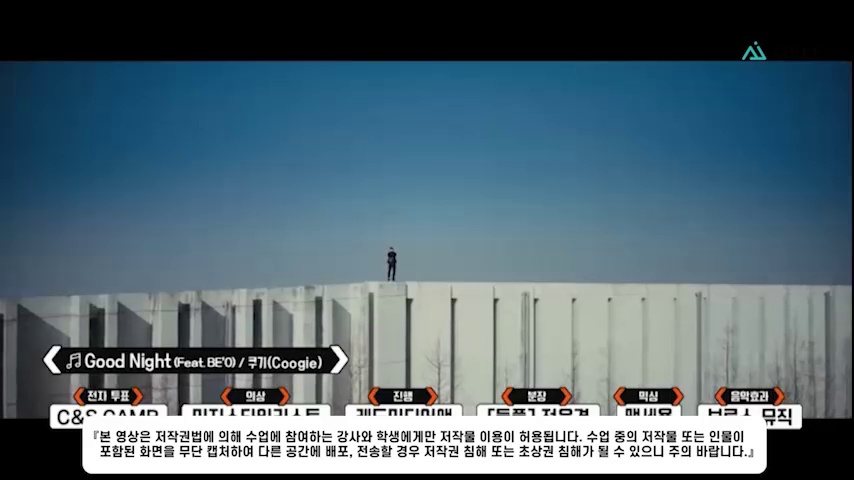 Good Night (Feat. BE'O) / 쿠기(Coogie)
전지 투표
의상
진행
분장
믹싱
음악효과
C&S CAMP
뮤직
『본 영상은 저작권법에 의해 수업에 참여하는 강사와 학생에게만 저작물 이용이 허용됩니다. 수업 중의 저작물 또는 인물이
포함된 화면을 무단 캡처하여 다른 공간에 배포, 전송할 경우 저작권 침해 또는 초상권 침해가 될 수 있으니 주의 바랍니다.』